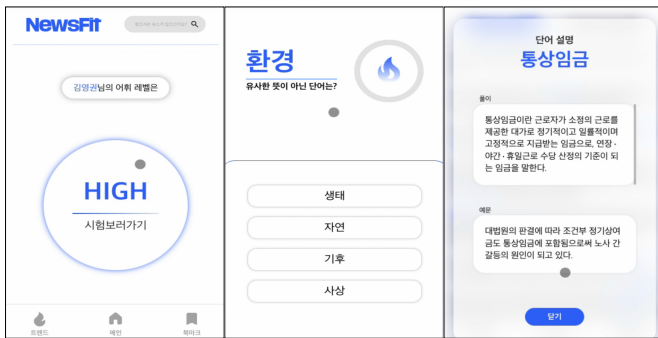 NewsFit
김영권님의 어휘 레벨은
HIGH
시험보러가기
트렌드
메인
북마크
환경
유사한 뜻이 아닌 단어는?
생태
자연
기후
사상
단어 설명
통상임금
풀이
통상임금이란 근로자가 소정의 근로를
제공한 대가로 정기적이고 일률적이며
고정적으로 지급받는 임금으로, 연장·
야간·휴일근로 수당 산정의 기준이 되
는 임금을 말한다.
예문
대법원의 판결에 따라 조건부 정기상여
금도 통상임금에 포함됨으로써 노사 간
갈등의 원인이 되고 있다.
닫기